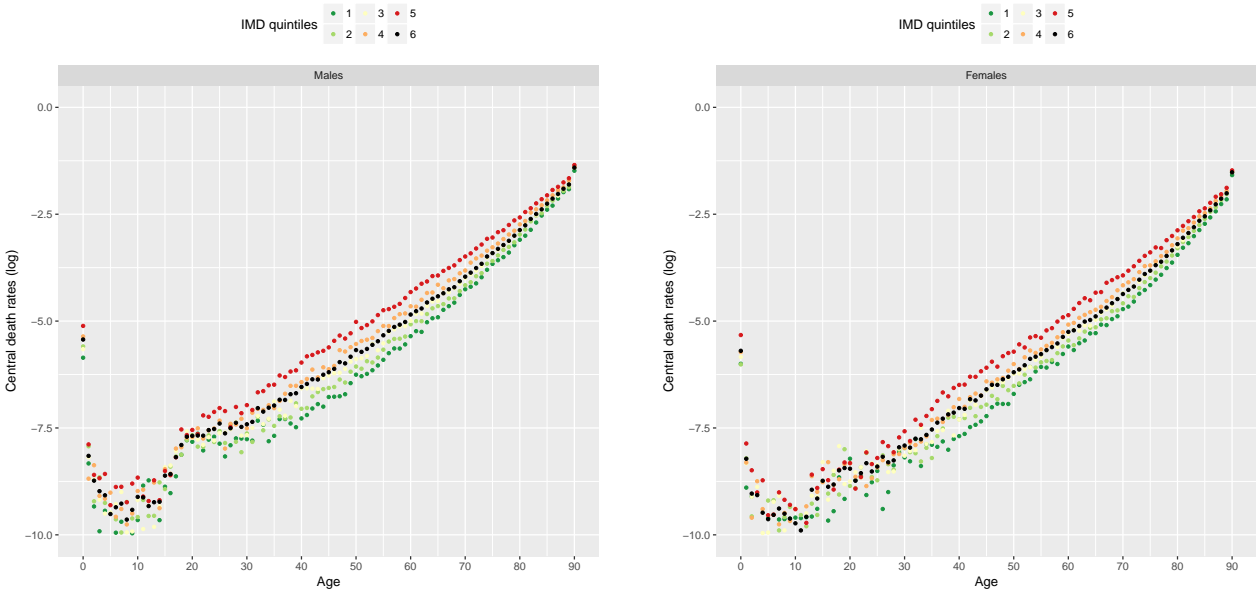 IMD quintiles
1 3 5
2 4 6
Males
0.0
−2.5
−5.0
−7.5
−10.0
Central death rates (log)
0 10 20 30 40 50 60 70 80 90
Age
IMD quintiles
1 3 5
2 4 6
Females
0.0
−2.5
−5.0
−7.5
−10.0
Central death rates (log)
0 10 20 30 40 50 60 70 80 90
Age